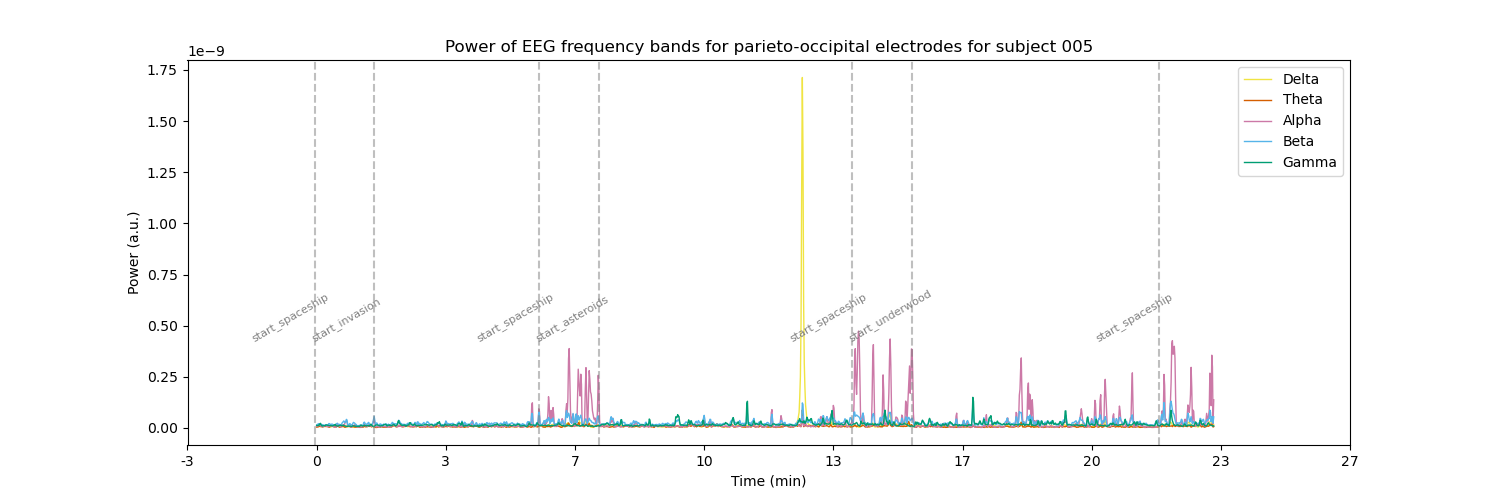 Power of EEG frequency bands for parieto-occipital electrodes for subject 005
1e−9
1.75
1.50
1.25
1.00
0.75
0.50
0.25
0.00
Power (a.u.)
Delta
Theta
Alpha
Beta
Gamma
start_spaceship
start_invasion
start_spaceship
start_asteroids
start_spaceship
start_underwood
start_spaceship
-3 0 3 7 10 13 17 20 23 27
Time (min)